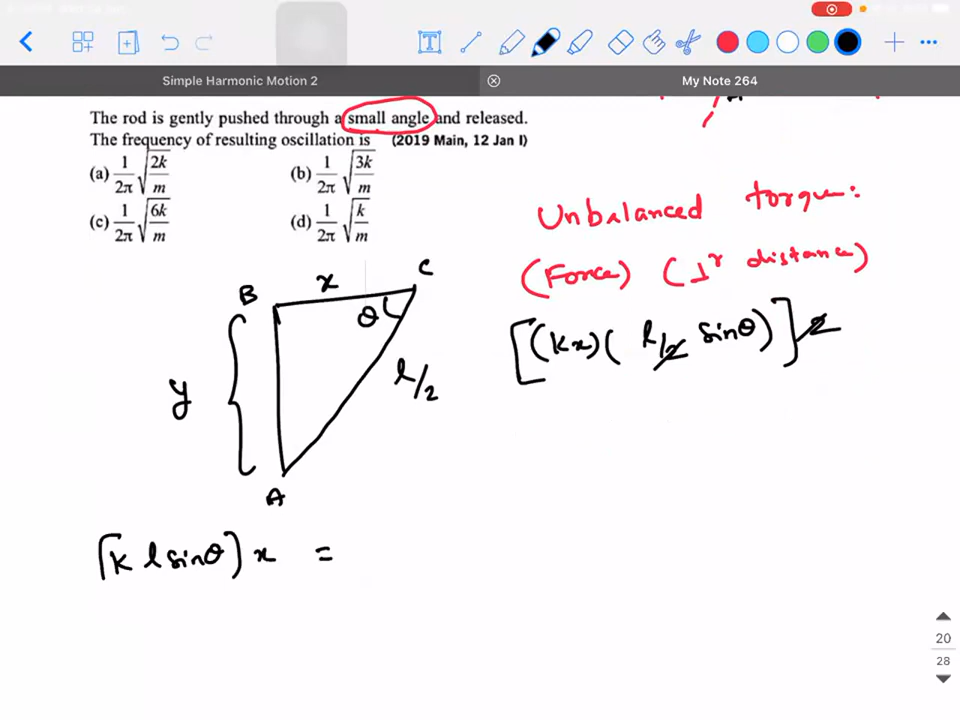 Simple Harmonic Motion 2
My Note 264
The rod is gently pushed through a small angle and released.
The frequency of resulting oscillation is (2019 Main, 12 Jan I)
(a) 1/2π √2k/m
(b) 1/2π √3k/m
(c) 1/2π √6k/m
(d) 1/2π √k/m
Unbalanced torque:
(Force) (⊥r distance)
[(kx)( l/2 sinθ)] 2
B x C
θ
y l/2
A
[k l sinθ] x =
20
28